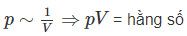 p ∼ 1/V ⇒ pV = hằng số